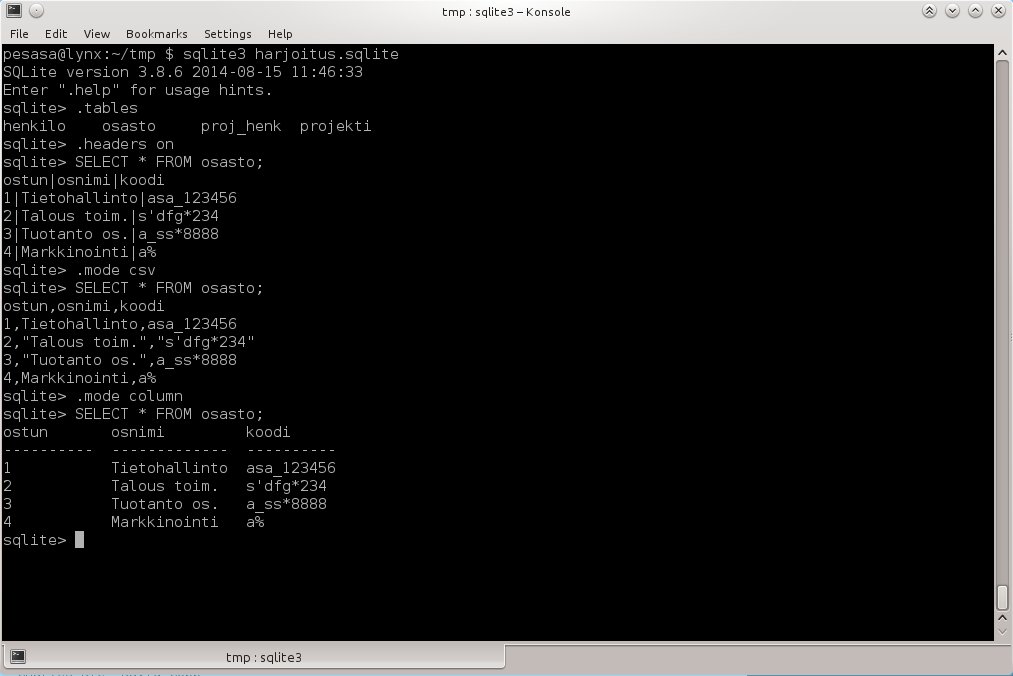 tmp : sqlite3 – Konsole
File Edit View Bookmarks Settings Help
pesasa@lynx:~/tmp $ sqlite3 harjoitus.sqlite
SQLite version 3.8.6 2014-08-15 11:46:33
Enter ".help" for usage hints.
sqlite> .tables
henkilo    osasto     proj_henk  projekti
sqlite> .headers on
sqlite> SELECT * FROM osasto;
ostun|osnimi|koodi
1|Tietohallinto|asa_123456
2|Talous toim.|s'dfg*234
3|Tuotanto os.|a_ss*8888
4|Markkinointi|a%
sqlite> .mode csv
sqlite> SELECT * FROM osasto;
ostun,osnimi,koodi
1,Tietohallinto,asa_123456
2,"Talous toim.","s'dfg*234"
3,"Tuotanto os.",a_ss*8888
4,Markkinointi,a%
sqlite> .mode column
sqlite> SELECT * FROM osasto;
ostun       osnimi         koodi
----------  -------------  ----------
1           Tietohallinto  asa_123456
2           Talous toim.   s'dfg*234
3           Tuotanto os.   a_ss*8888
4           Markkinointi   a%
sqlite>
tmp : sqlite3